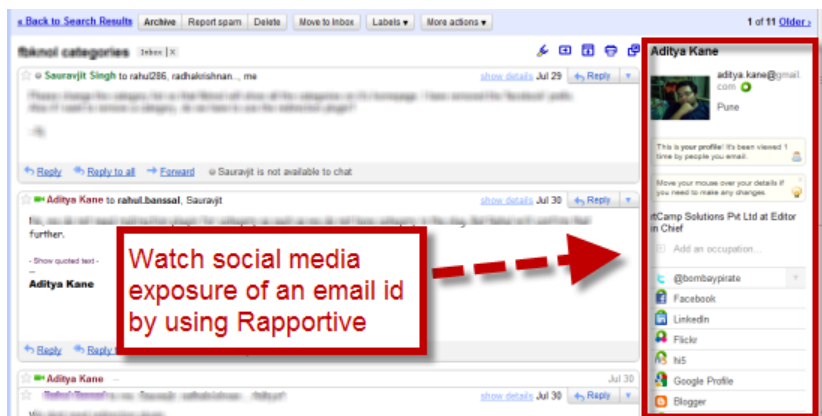 « Back to Search Results Archive Report spam Delete Move to Inbox Labels ▾ More actions ▾ 1 of 11 Older ›
fbknol categories Inbox | X
Sauravjit Singh to rahul286, radhakrishnan.., me show details Jul 29 Reply
Reply Reply to all Forward Sauravjit is not available to chat
Aditya Kane to rahul.banssal, Sauravjit show details Jul 30 Reply
further.
- Show quoted text -
--
Aditya Kane
Reply Reply to
Aditya Kane Jul 30
show details Jul 30 Reply
Watch social media
exposure of an email id
by using Rapportive
Aditya Kane
aditya.kane@gmail.
com
Pune
This is your profile! It's been viewed 1
time by people you email.
Move your mouse over your details if
you need to make any changes.
rtCamp Solutions Pvt Ltd at Editor
in Chief
Add an occupation...
@bombaypirate
Facebook
LinkedIn
Flickr
hi5
Google Profile
Blogger